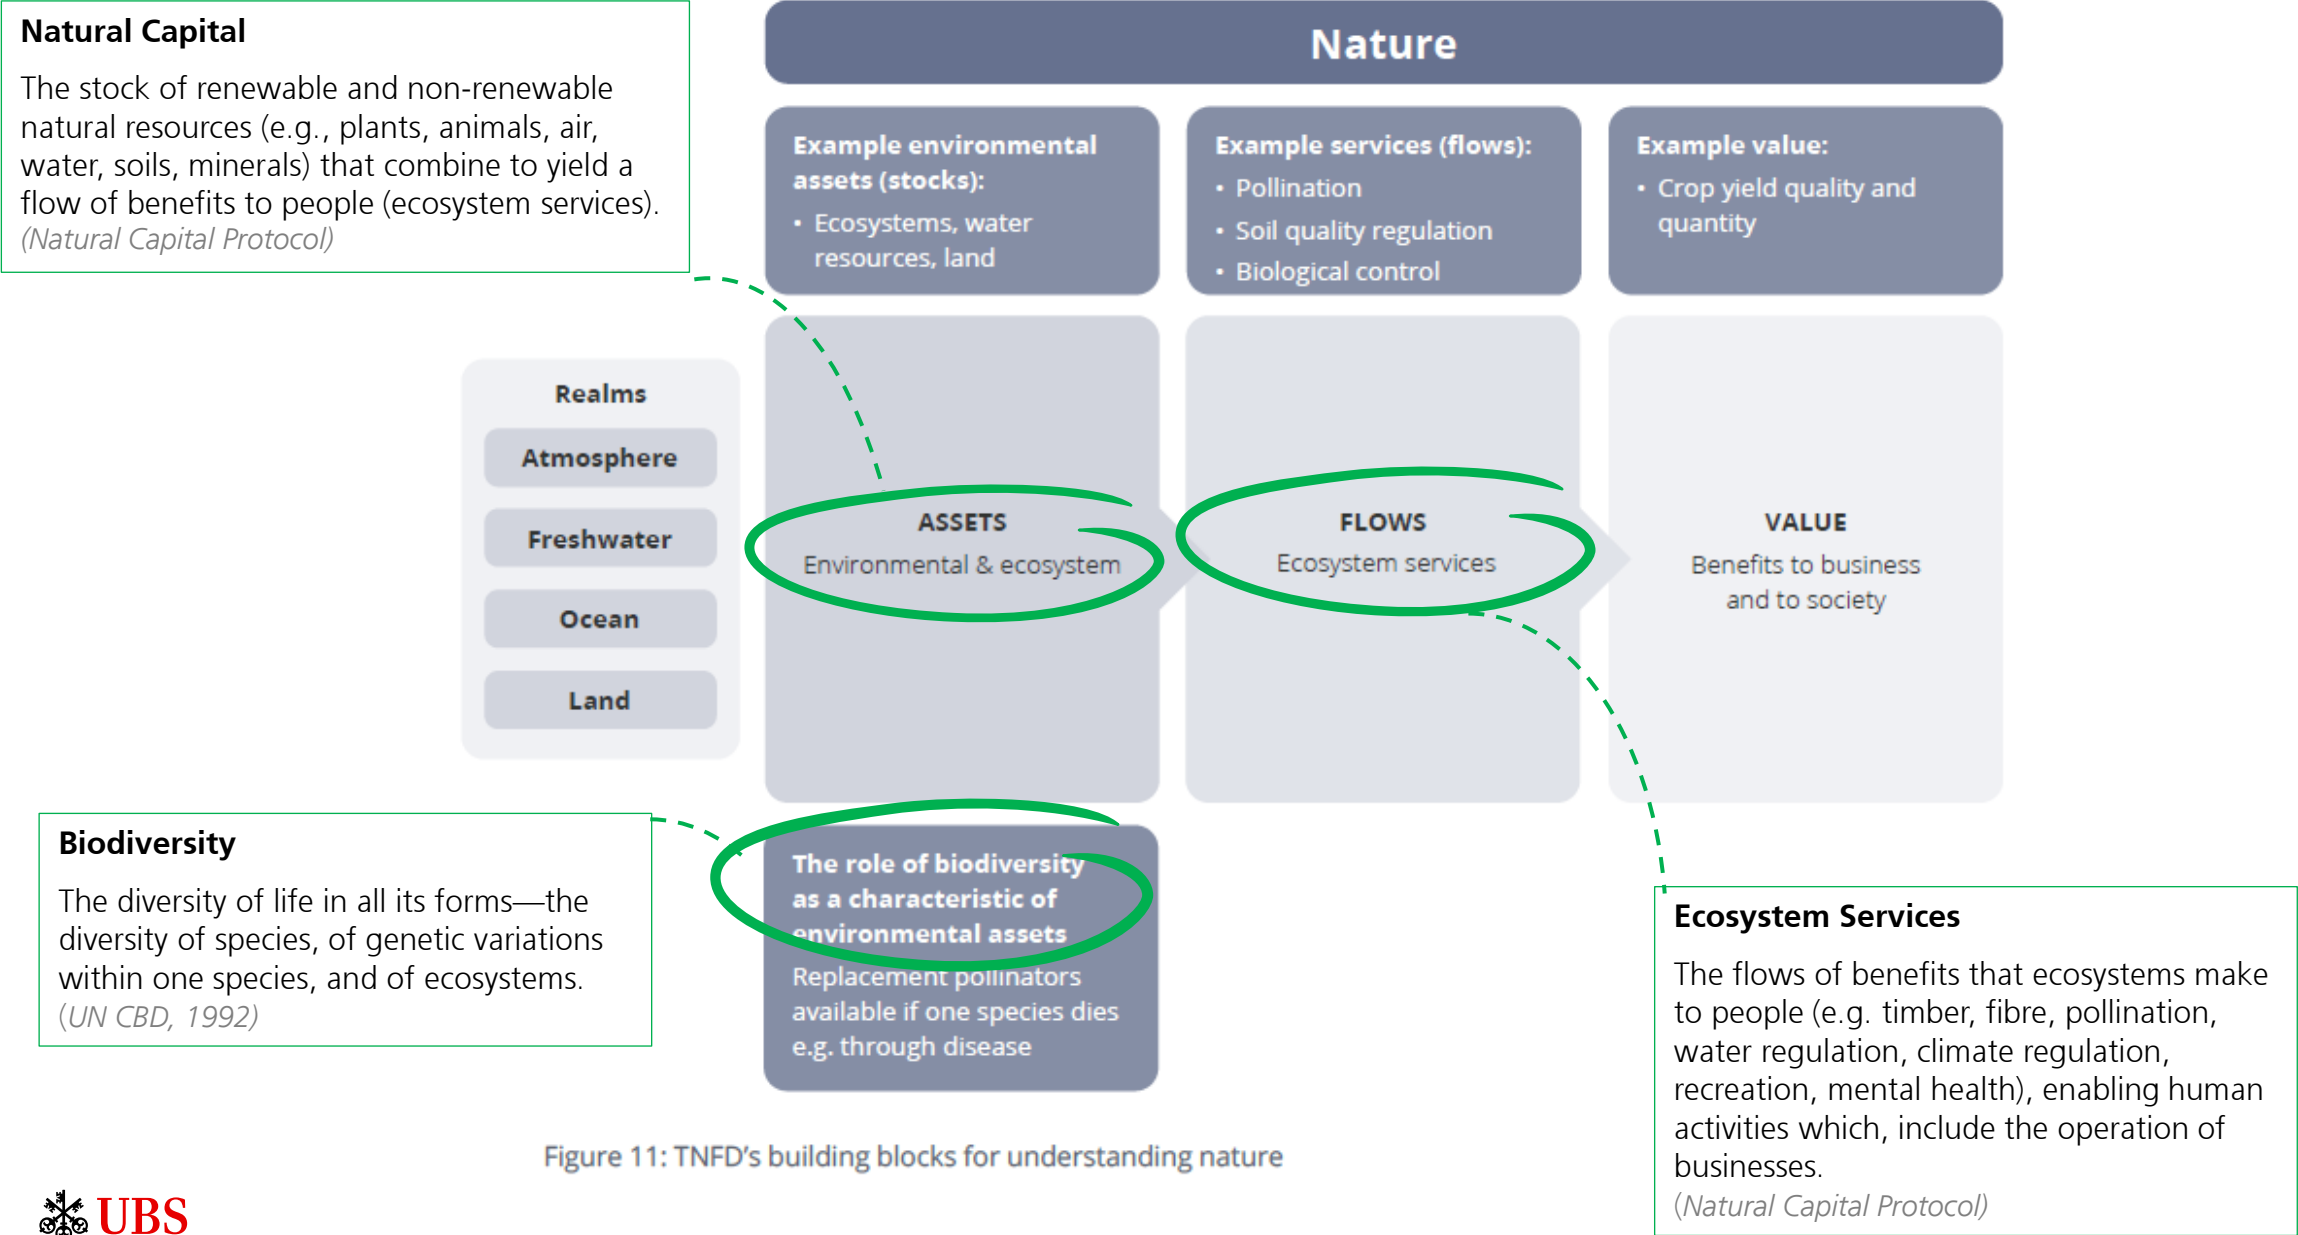 Natural Capital
The stock of renewable and non-renewable
natural resources (e.g., plants, animals, air,
water, soils, minerals) that combine to yield a
flow of benefits to people (ecosystem services).
(Natural Capital Protocol)
Nature
Example environmental
assets (stocks):
• Ecosystems, water
resources, land
Example services (flows):
• Pollination
• Soil quality regulation
• Biological control
Example value:
• Crop yield quality and
quantity
Realms
Atmosphere
Freshwater
Ocean
Land
ASSETS
Environmental & ecosystem
FLOWS
Ecosystem services
VALUE
Benefits to business
and to society
Biodiversity
The diversity of life in all its forms—the
diversity of species, of genetic variations
within one species, and of ecosystems.
(UN CBD, 1992)
The role of biodiversity
as a characteristic of
environmental assets
Replacement pollinators
available if one species dies
e.g. through disease
Ecosystem Services
The flows of benefits that ecosystems make
to people (e.g. timber, fibre, pollination,
water regulation, climate regulation,
recreation, mental health), enabling human
activities which, include the operation of
businesses.
(Natural Capital Protocol)
Figure 11: TNFD’s building blocks for understanding nature
UBS